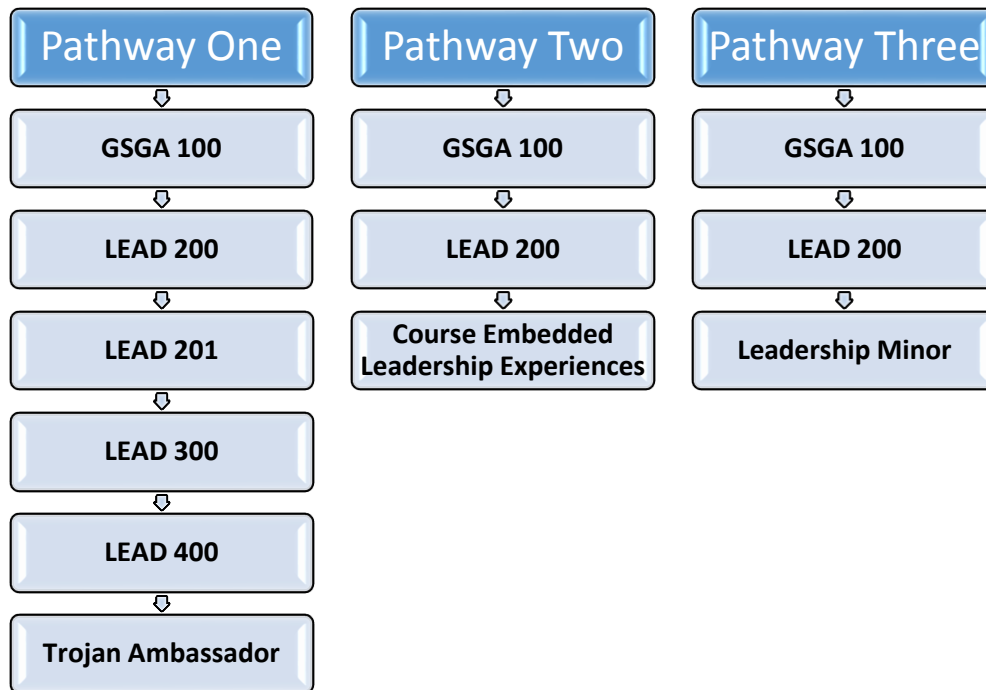 Pathway One
GSGA 100
LEAD 200
LEAD 201
LEAD 300
LEAD 400
Trojan Ambassador
Pathway Two
GSGA 100
LEAD 200
Course Embedded
Leadership Experiences
Pathway Three
GSGA 100
LEAD 200
Leadership Minor